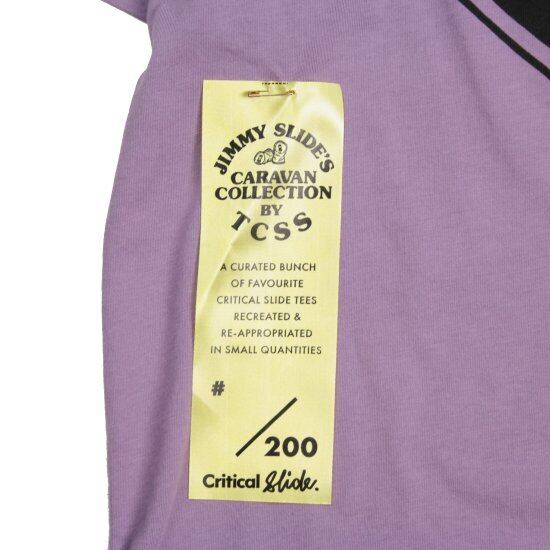 JIMMY SLIDE'S
CARAVAN
COLLECTION
BY
TCSS
A CURATED BUNCH
OF FAVOURITE
CRITICAL SLIDE TEES
RECREATED &
RE-APPROPRIATED
IN SMALL QUANTITIES
#
/200
Critical Slide.